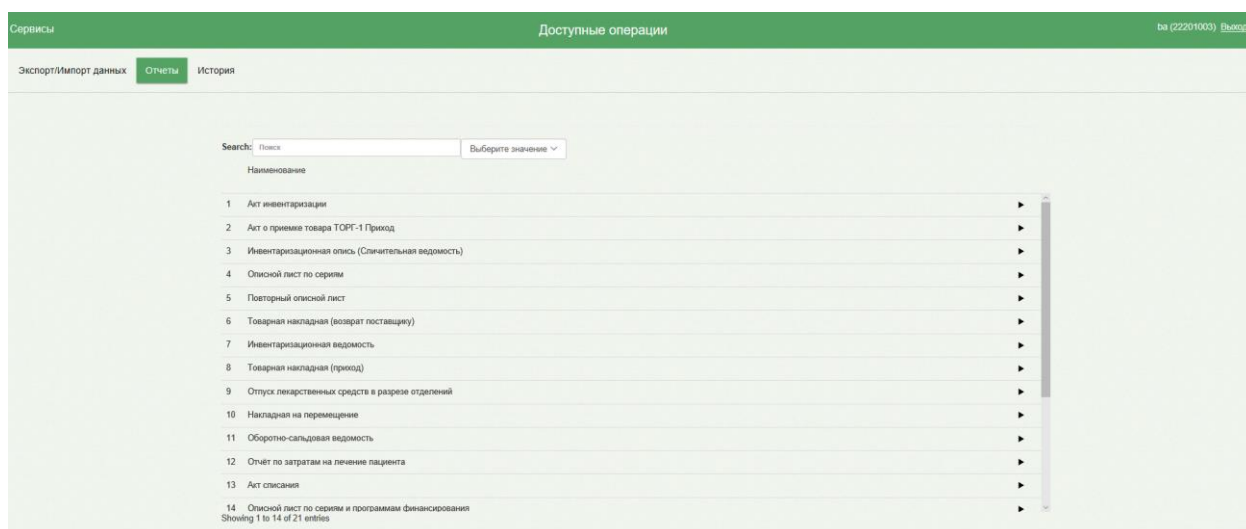 Сервисы Доступные операции ba (22201003) Выход
Экспорт/Импорт данных Отчеты История
Search: Поиск Выберите значение
Наименование
1 Акт инвентаризации
2 Акт о приемке товара ТОРГ-1 Приход
3 Инвентаризационная опись (Сличительная ведомость)
4 Описной лист по сериям
5 Повторный описной лист
6 Товарная накладная (возврат поставщику)
7 Инвентаризационная ведомость
8 Товарная накладная (приход)
9 Отпуск лекарственных средств в разрезе отделений
10 Накладная на перемещение
11 Оборотно-сальдовая ведомость
12 Отчёт по затратам на лечение пациента
13 Акт списания
14 Описной лист по сериям и программам финансирования
Showing 1 to 14 of 21 entries